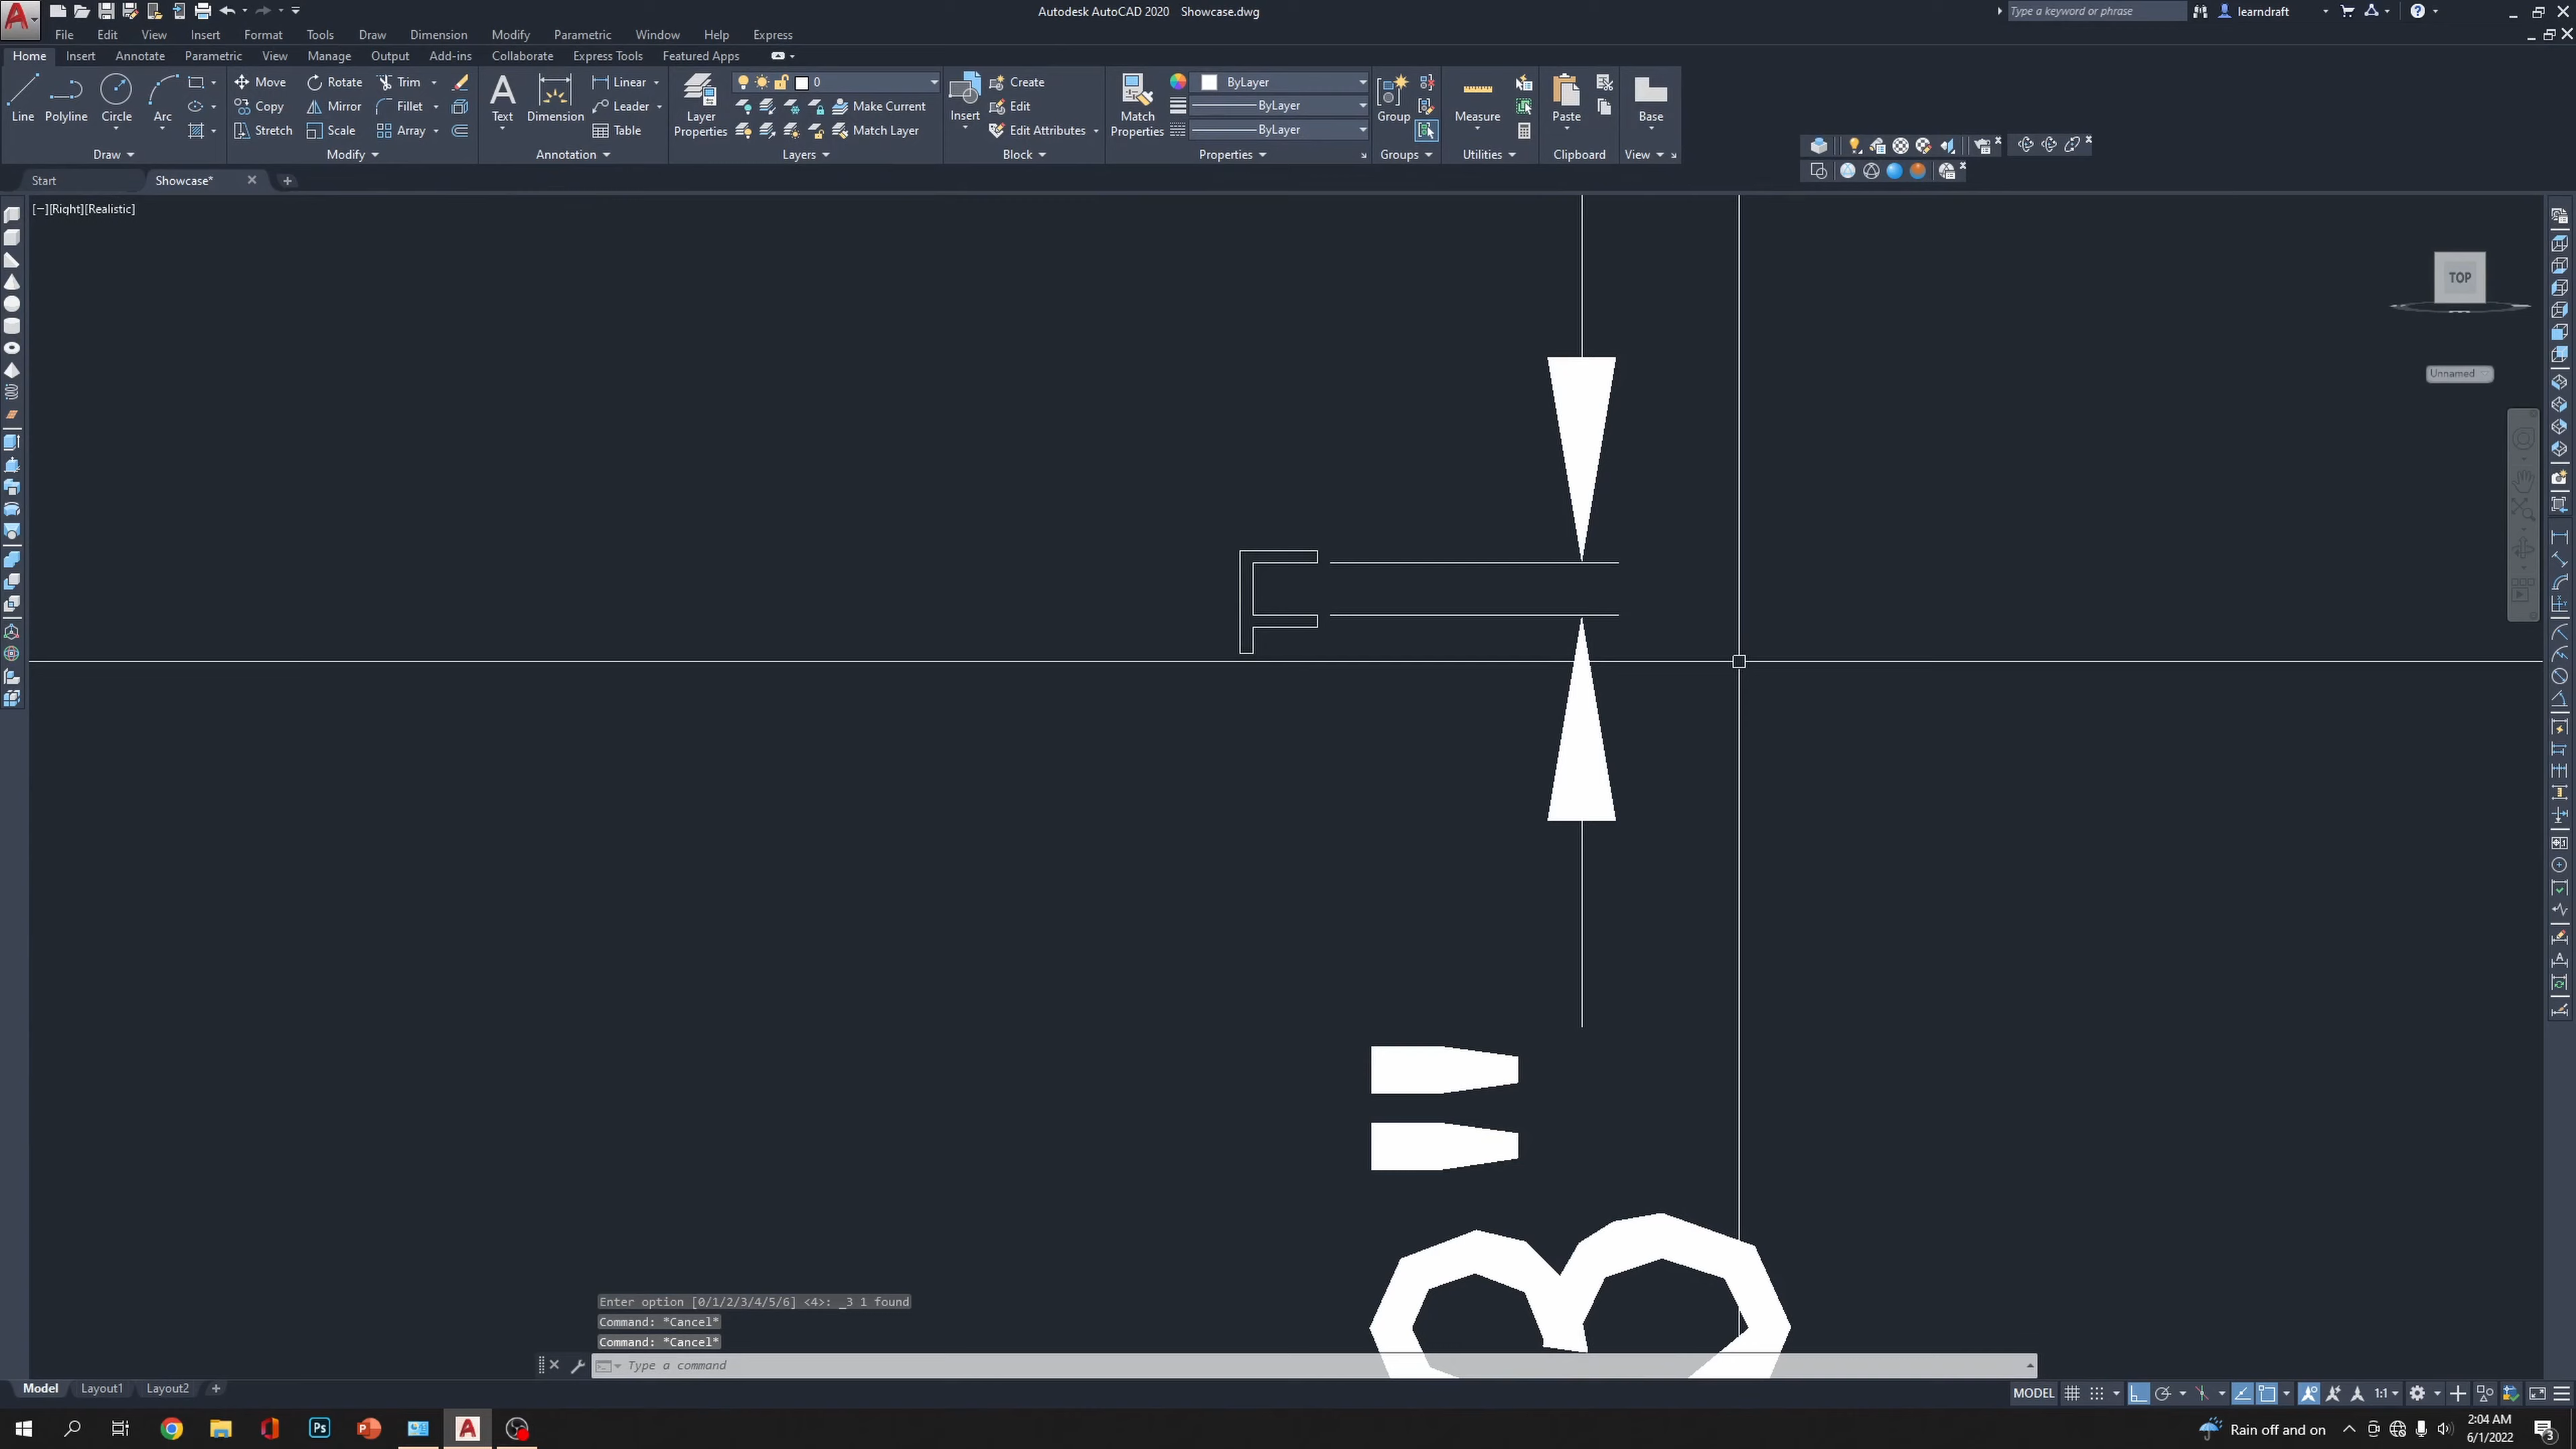 Autodesk AutoCAD 2020 Showcase.dwg
Type a keyword or phrase
learndraft
File Edit View Insert Format Tools Draw Dimension Modify Parametric Window Help Express
Home Insert Annotate Parametric View Manage Output Add-ins Collaborate Express Tools Featured Apps
Line Polyline Circle Arc
Move Rotate Trim
Copy Mirror Fillet
Stretch Scale Array
Text Dimension
Linear
Leader
Table
Layer Properties
0
Make Current
Match Layer
Insert
Create
Edit
Edit Attributes
Match Properties
ByLayer
ByLayer
ByLayer
Group
Measure
Paste
Base
Draw Modify Annotation Layers Block Properties Groups Utilities Clipboard View
Start Showcase*
[−][Right][Realistic]
TOP
Unnamed
Enter option [0/1/2/3/4/5/6] <4>: _3 1 found
Command: *Cancel*
Command: *Cancel*
Type a command
Model Layout1 Layout2
MODEL
1:1
Ps
P
A
Rain off and on
2:04 AM
6/1/2022
3